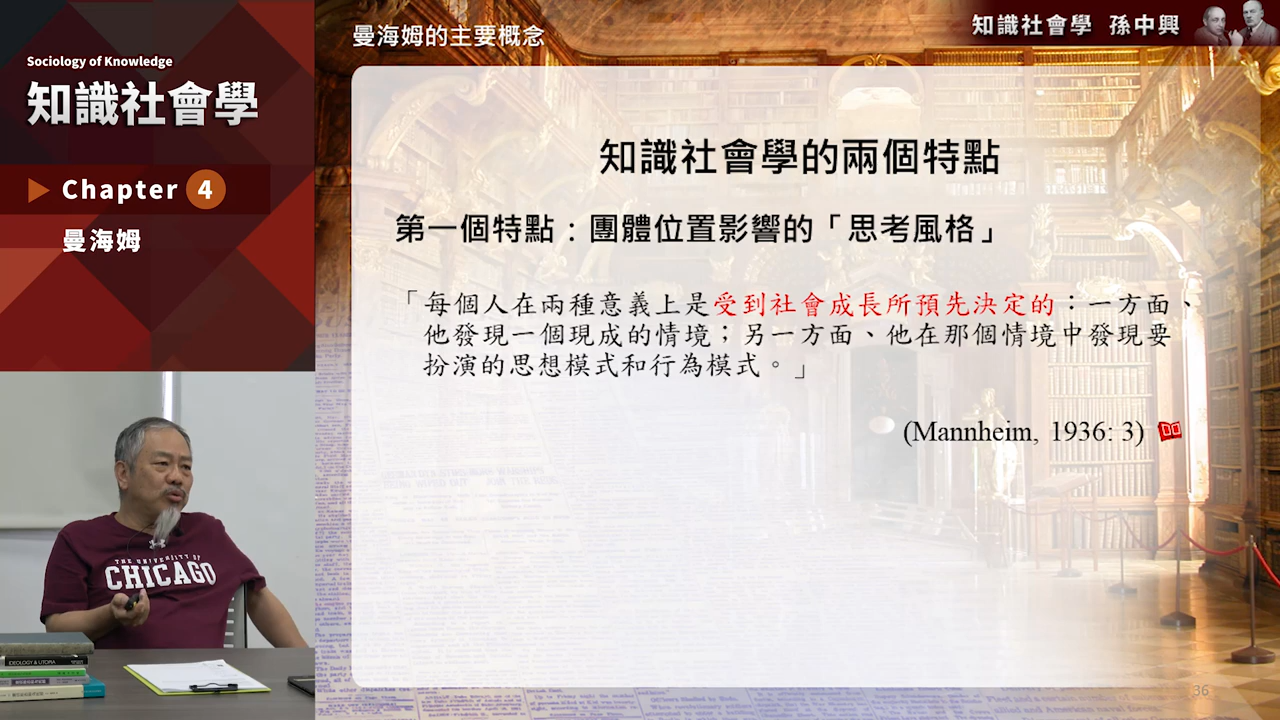 Sociology of Knowledge
知識社會學
Chapter 4
曼海姆
曼海姆的主要概念
知識社會學 孫中興
知識社會學的兩個特點
第一個特點：團體位置影響的「思考風格」
「每個人在兩種意義上是受到社會成長所預先決定的：一方面、
他發現一個現成的情境；另一方面、他在那個情境中發現要
扮演的思想模式和行為模式。」
(Mannheim, 1936: 3)
36
THE UNIVERSITY OF
CHICAGO
IDEOLOGY & UTOPIA